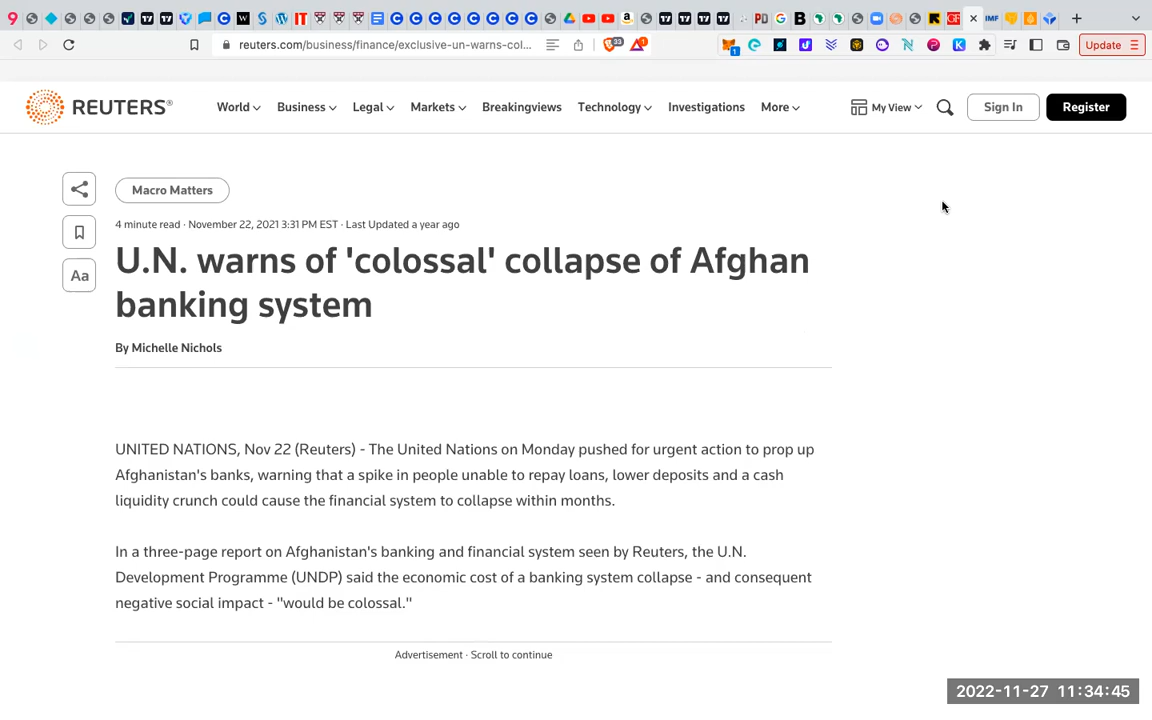 reuters.com/business/finance/exclusive-un-warns-col...
33
1
1
Update
REUTERS®
World
Business
Legal
Markets
Breakingviews
Technology
Investigations
More
My View
Sign In
Register
Macro Matters
4 minute read · November 22, 2021 3:31 PM EST · Last Updated a year ago
Aa
U.N. warns of 'colossal' collapse of Afghan
banking system
By Michelle Nichols
UNITED NATIONS, Nov 22 (Reuters) - The United Nations on Monday pushed for urgent action to prop up
Afghanistan's banks, warning that a spike in people unable to repay loans, lower deposits and a cash
liquidity crunch could cause the financial system to collapse within months.
In a three-page report on Afghanistan's banking and financial system seen by Reuters, the U.N.
Development Programme (UNDP) said the economic cost of a banking system collapse - and consequent
negative social impact - "would be colossal."
Advertisement · Scroll to continue
2022-11-27 11:34:45